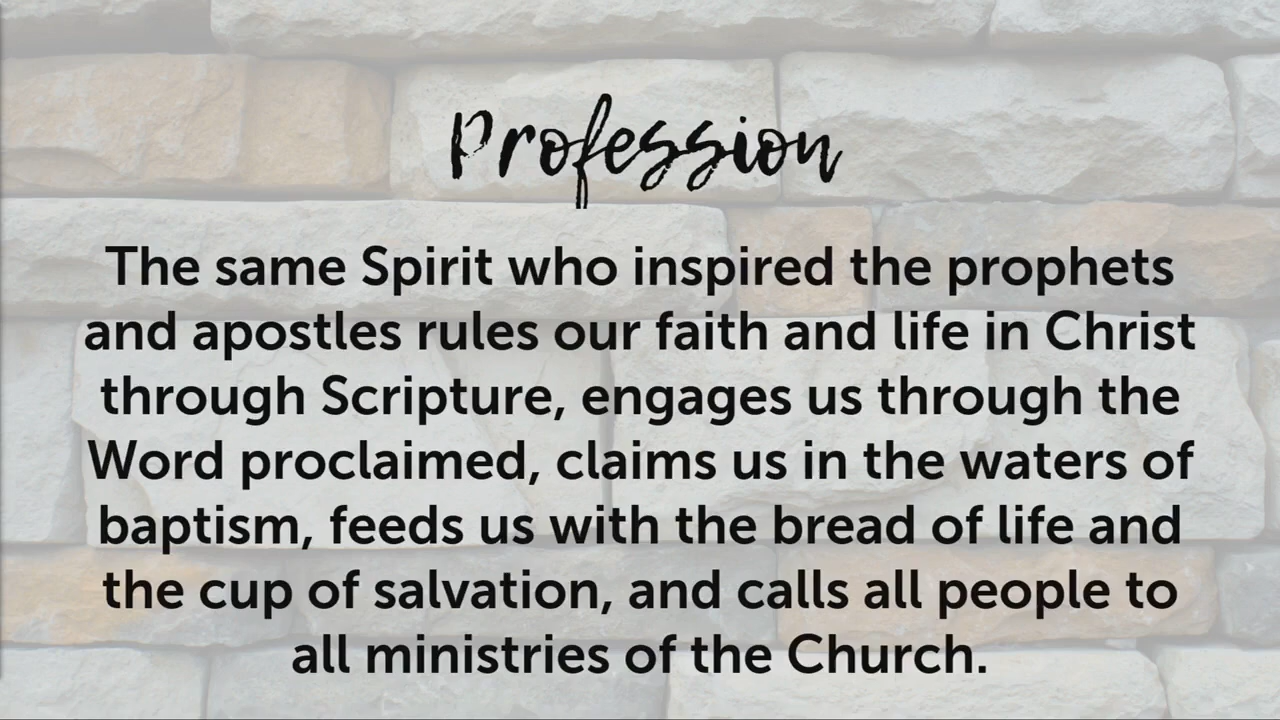 Profession
The same Spirit who inspired the prophets
and apostles rules our faith and life in Christ
through Scripture, engages us through the
Word proclaimed, claims us in the waters of
baptism, feeds us with the bread of life and
the cup of salvation, and calls all people to
all ministries of the Church.